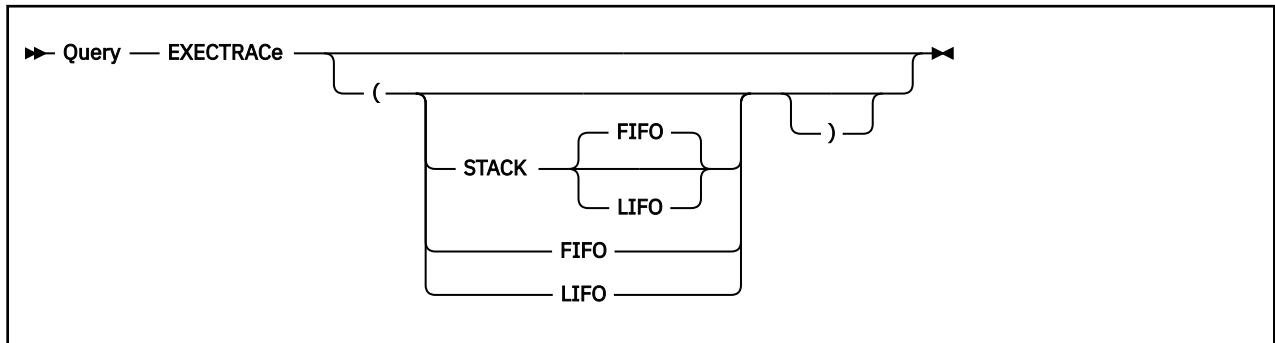 Query EXECTRACe
(
FIFO
)
STACK
LIFO
FIFO
LIFO